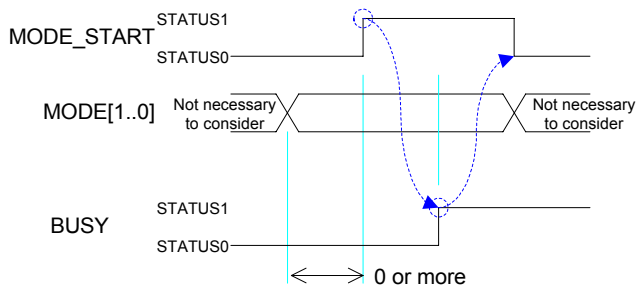 STATUS1
MODE_START
STATUS0
MODE[1..0]
Not necessary
to consider
Not necessary
to consider
STATUS1
BUSY
STATUS0
0 or more